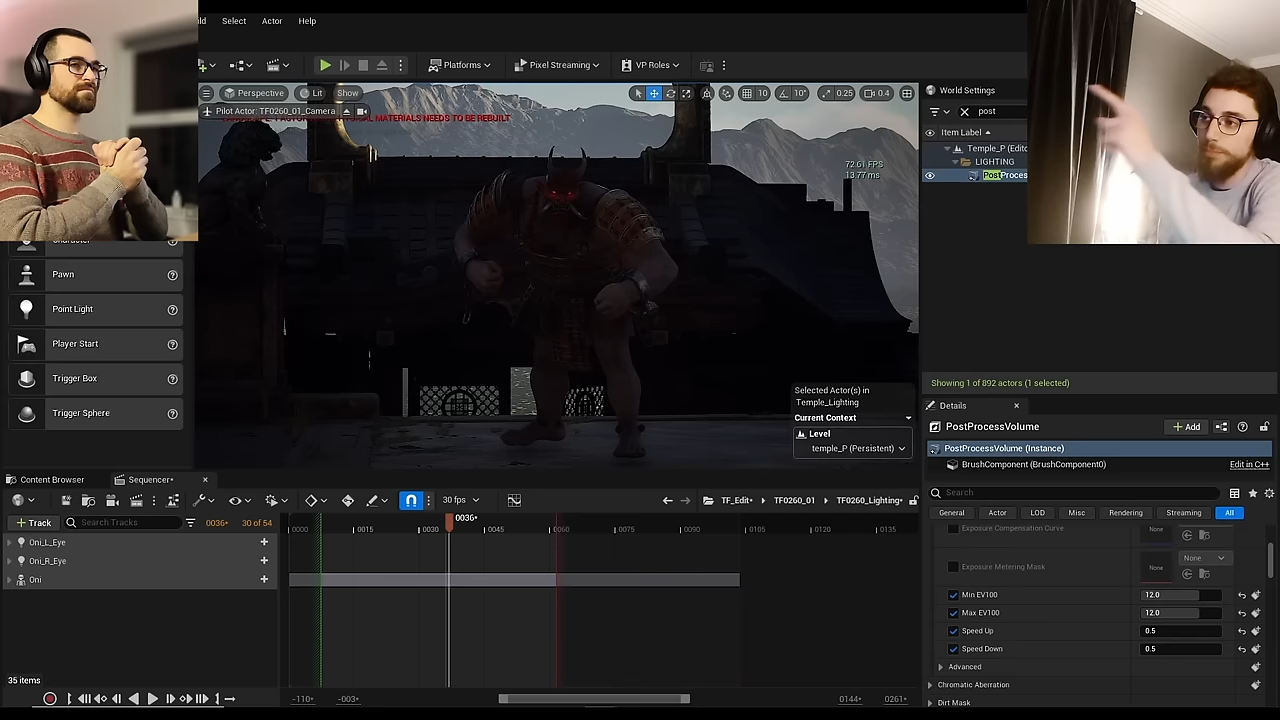 ld Select Actor Help
Platforms Pixel Streaming VP Roles
Perspective Lit Show 10 10° 0.25 0.4
Pilot Actor: TF0260_01_Camera
MATERIALS NEEDS TO BE REBUILT
72.61 FPS
13.77 ms
Pawn
Point Light
Player Start
Trigger Box
Trigger Sphere
Selected Actor(s) in
Temple_Lighting
Current Context
Level
temple_P (Persistent)
World Settings
post
Item Label
Temple_P (Edito
LIGHTING
PostProces
Showing 1 of 892 actors (1 selected)
Details
PostProcessVolume
Add
PostProcessVolume (Instance)
BrushComponent (BrushComponent0) Edit in C++
Search
General Actor LOD Misc Rendering Streaming All
Exposure Compensation Curve None
Exposure Metering Mask None None
Min EV100 12.0
Max EV100 12.0
Speed Up 0.5
Speed Down 0.5
Advanced
Chromatic Aberration
Dirt Mask
Content Browser Sequencer*
30 fps TF_Edit* TF0260_01 TF0260_Lighting*
Track Search Tracks 0036* 30 of 54
0036*
0000 0015 0030 0045 0060 0075 0090 0105 0120 0135
Oni_L_Eye
Oni_R_Eye
Oni
35 items
-110* -003* 0144* 0261*